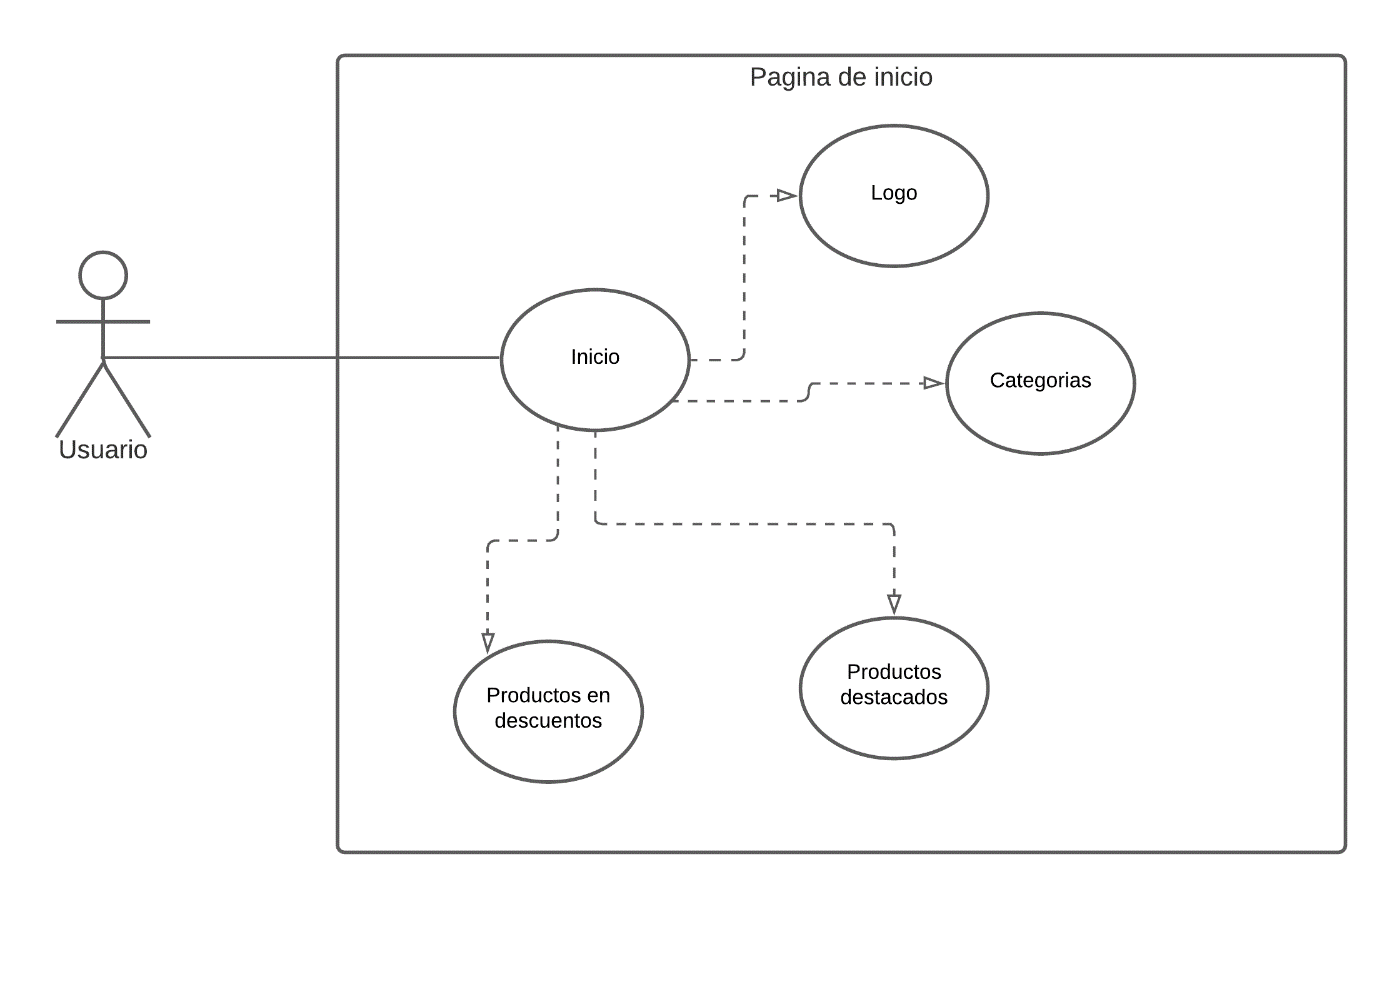 Pagina de inicio
Logo
Inicio
Categorias
Usuario
Productos en
descuentos
Productos
destacados